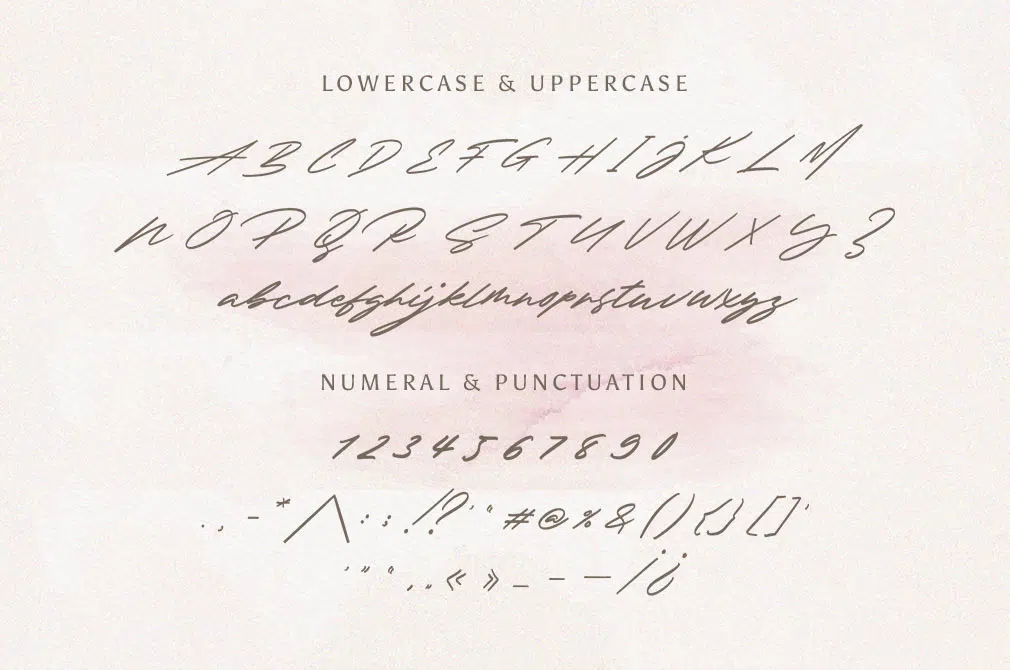 LOWERCASE & UPPERCASE
A B C D E F G H I J K L M
N O P Q R S T U V W X Y Z
abcdefghijklmnopqrstuvwxyz
NUMERAL & PUNCTUATION
1 2 3 4 5 6 7 8 9 0
. , - * / \ : ; ! ? ' " # @ % & ( ) { } [ ] '
' " “ , „ « » _ – — / ¿